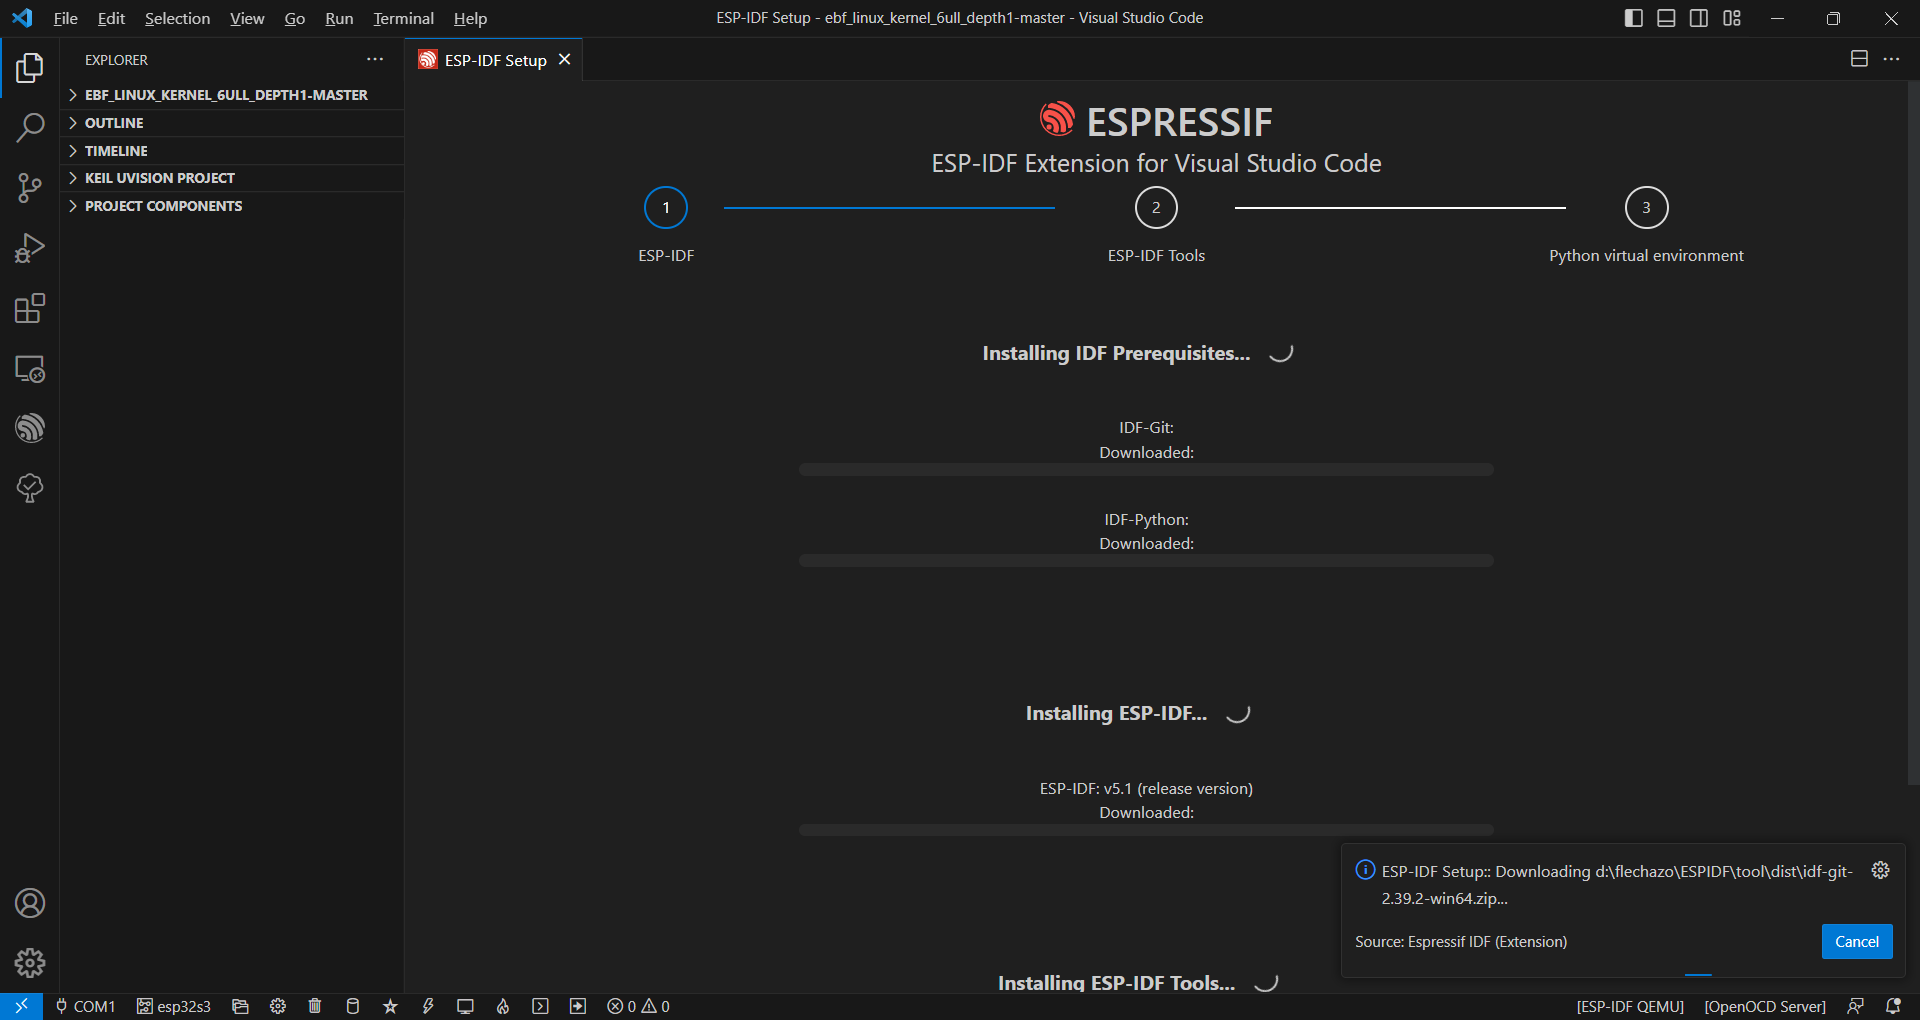 File Edit Selection View Go Run Terminal Help
ESP-IDF Setup - ebf_linux_kernel_6ull_depth1-master - Visual Studio Code
EXPLORER
EBF_LINUX_KERNEL_6ULL_DEPTH1-MASTER
OUTLINE
TIMELINE
KEIL UVISION PROJECT
PROJECT COMPONENTS
ESP-IDF Setup
ESPRESSIF
ESP-IDF Extension for Visual Studio Code
1 2 3
ESP-IDF ESP-IDF Tools Python virtual environment
Installing IDF Prerequisites...
IDF-Git:
Downloaded:
IDF-Python:
Downloaded:
Installing ESP-IDF...
ESP-IDF: v5.1 (release version)
Downloaded:
Installing ESP-IDF Tools...
ESP-IDF Setup:: Downloading d:\flechazo\ESPIDF\tool\dist\idf-git-
2.39.2-win64.zip...
Source: Espressif IDF (Extension)
Cancel
COM1 esp32s3 0 0 [ESP-IDF QEMU] [OpenOCD Server]